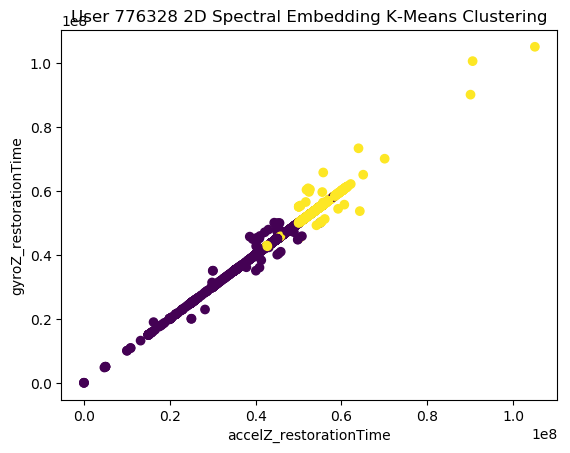 User 776328 2D Spectral Embedding K-Means Clustering
1e8
1.0
0.8
0.6
0.4
0.2
0.0
gyroZ_restorationTime
0.0 0.2 0.4 0.6 0.8 1.0
1e8
accelZ_restorationTime